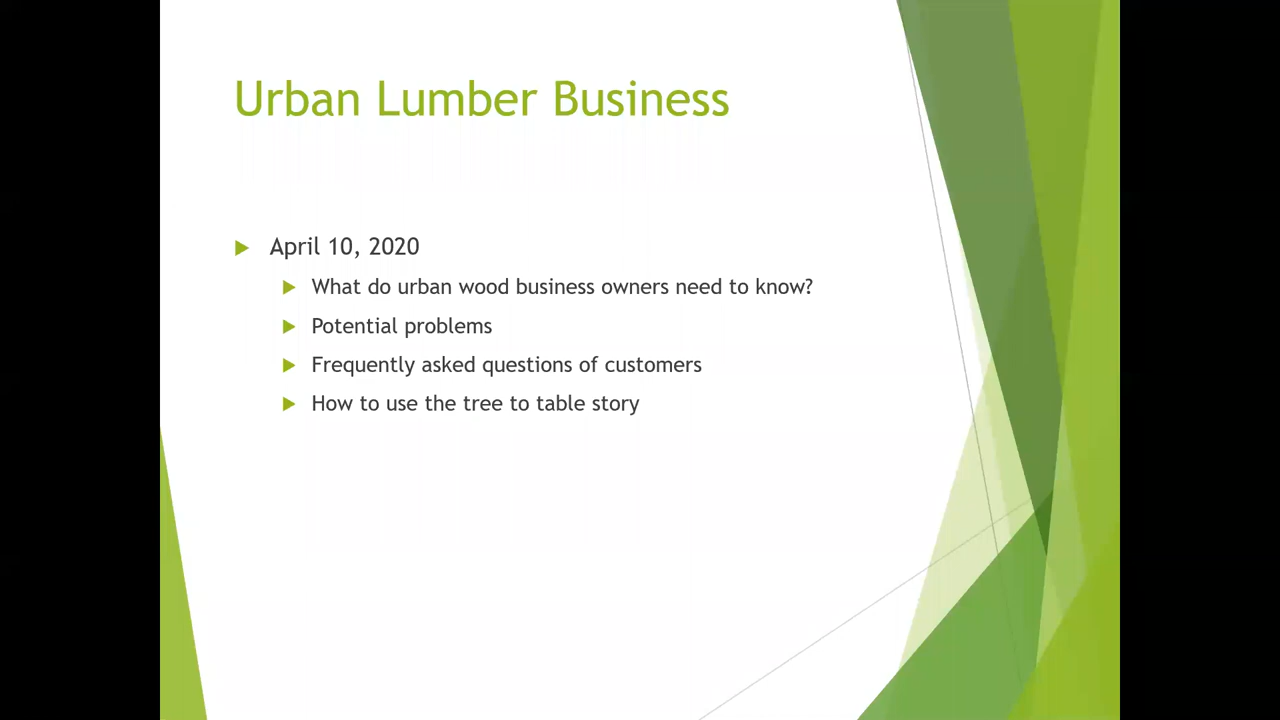 Urban Lumber Business
April 10, 2020
What do urban wood business owners need to know?
Potential problems
Frequently asked questions of customers
How to use the tree to table story